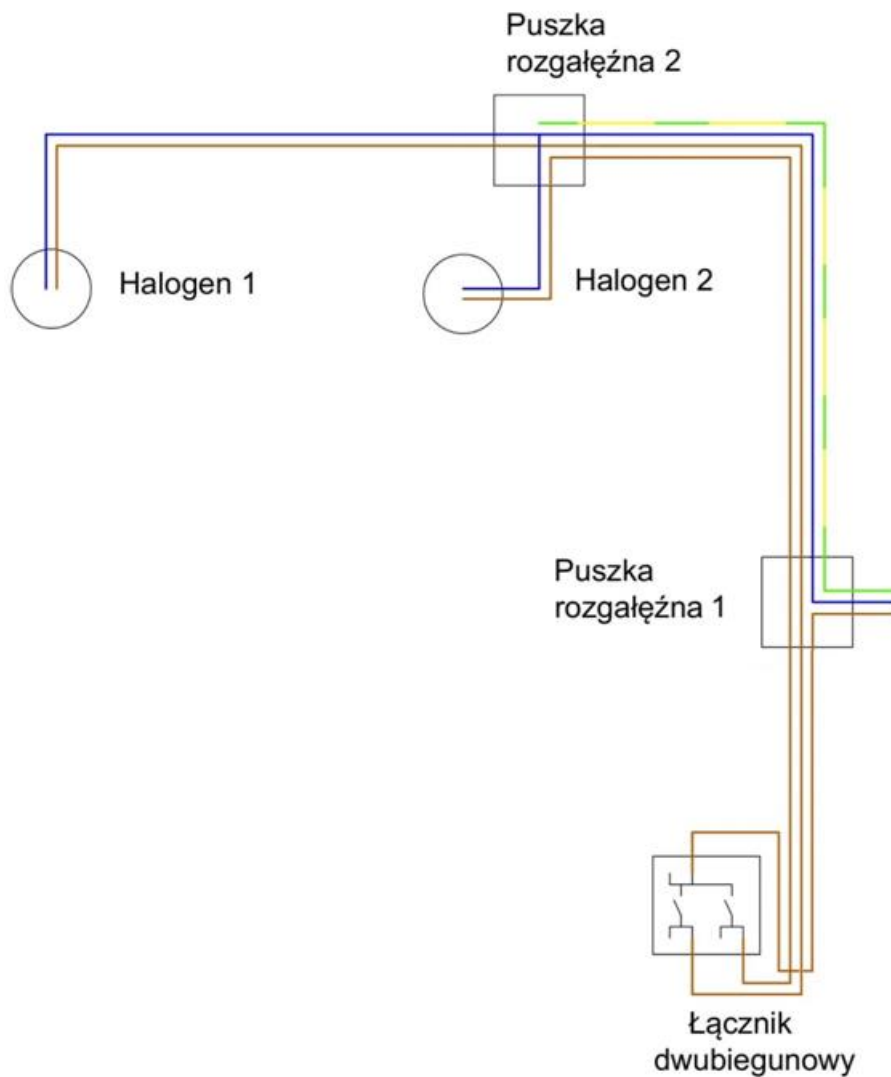 Puszka
rozgałęźna 2
Halogen 1
Halogen 2
Puszka
rozgałęźna 1
Łącznik
dwubiegunowy